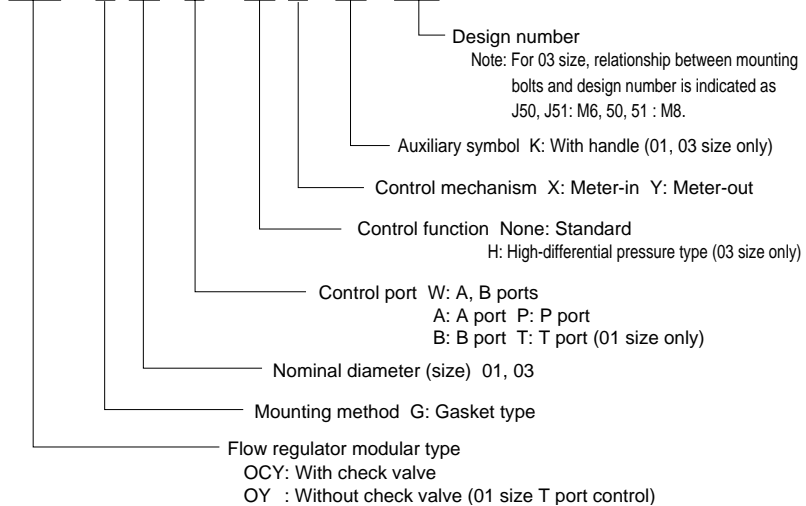 Design number
Note: For 03 size, relationship between mounting
bolts and design number is indicated as
J50, J51: M6, 50, 51 : M8.
Auxiliary symbol K: With handle (01, 03 size only)
Control mechanism X: Meter-in Y: Meter-out
Control function None: Standard
H: High-differential pressure type (03 size only)
Control port W: A, B ports
A: A port P: P port
B: B port T: T port (01 size only)
Nominal diameter (size) 01, 03
Mounting method G: Gasket type
Flow regulator modular type
OCY: With check valve
OY : Without check valve (01 size T port control)